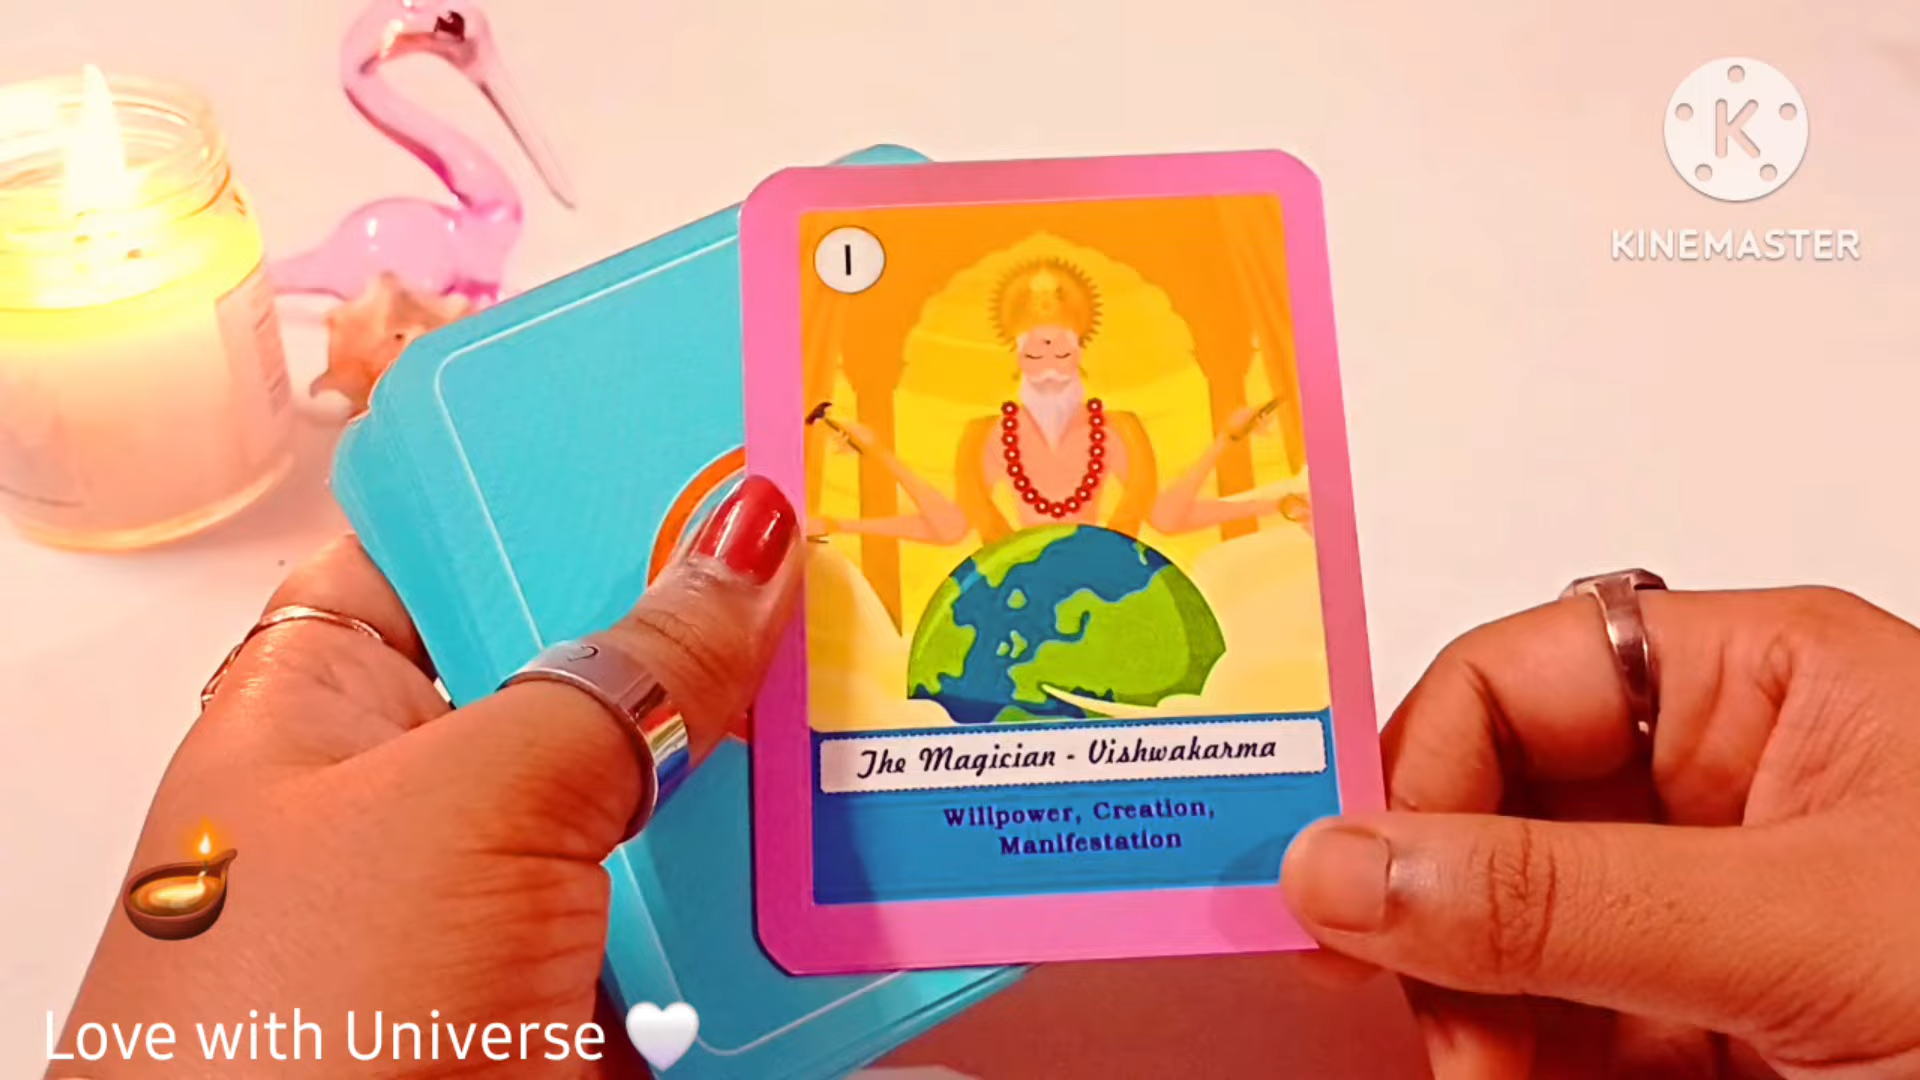 K
KINEMASTER
I
The Magician - Vishwakarma
Willpower, Creation,
Manifestation
Love with Universe 🤍